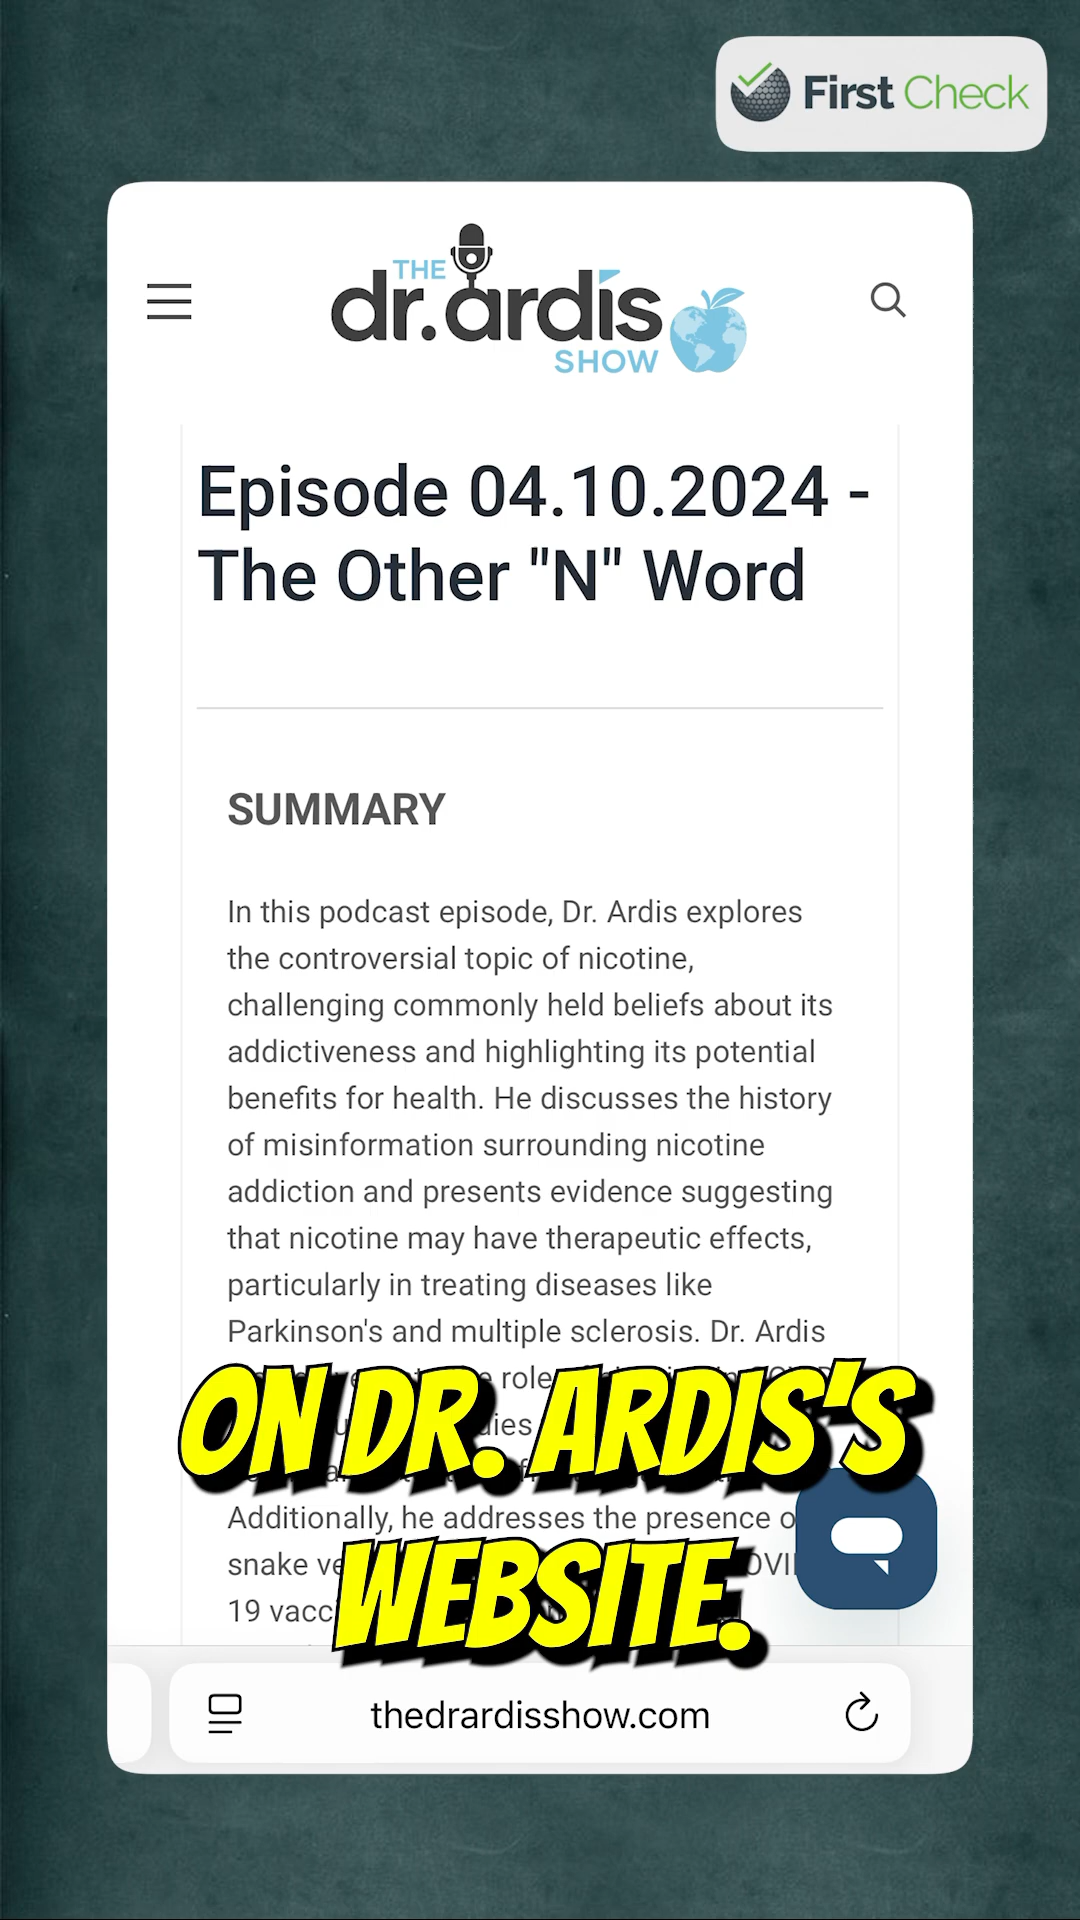 First Check
THE
dr.ardis
SHOW
Episode 04.10.2024 -
The Other "N" Word
SUMMARY
In this podcast episode, Dr. Ardis explores
the controversial topic of nicotine,
challenging commonly held beliefs about its
addictiveness and highlighting its potential
benefits for health. He discusses the history
of misinformation surrounding nicotine
addiction and presents evidence suggesting
that nicotine may have therapeutic effects,
particularly in treating diseases like
Parkinson's and multiple sclerosis. Dr. Ardis
role
ON DR. ARDIS'S
Additionally, he addresses the presence
snake
WEBSITE.
19
thedrardisshow.com